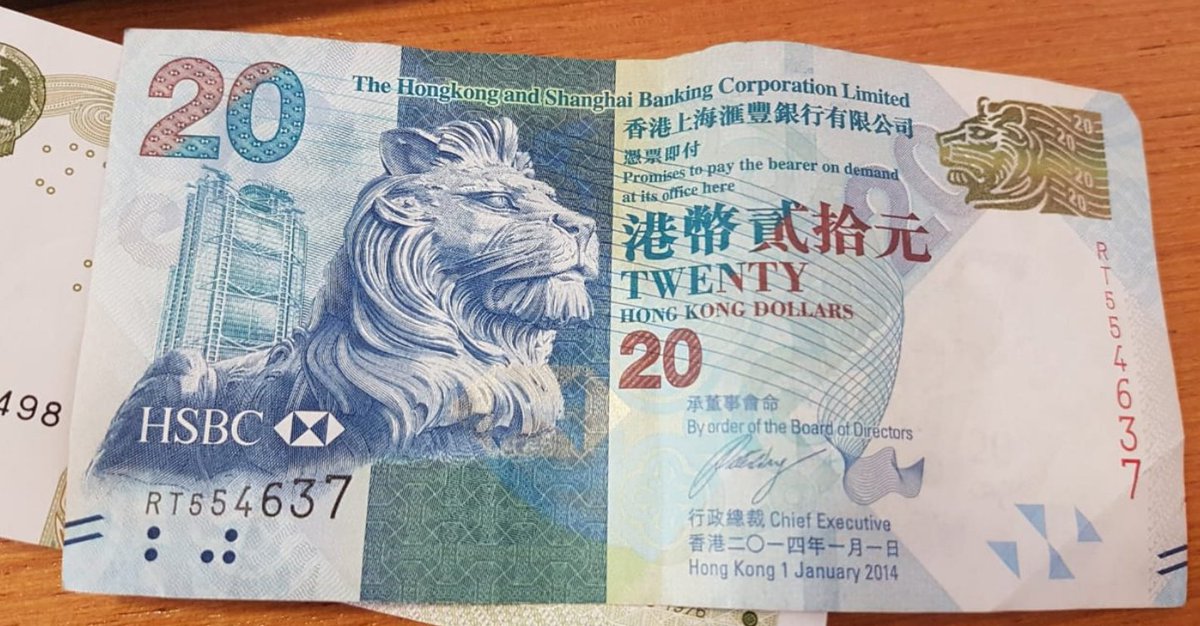 20
The Hongkong and Shanghai Banking Corporation Limited
香港上海滙豐銀行有限公司
憑票即付
Promises to pay the bearer on demand
at its office here
港幣貳拾元
TWENTY
HONG KONG DOLLARS
20
承董事會命
By order of the Board of Directors
行政總裁 Chief Executive
香港二〇一四年一月一日
Hong Kong 1 January 2014
HSBC
RT554637
20
20
20
20
RT554637
498
1976